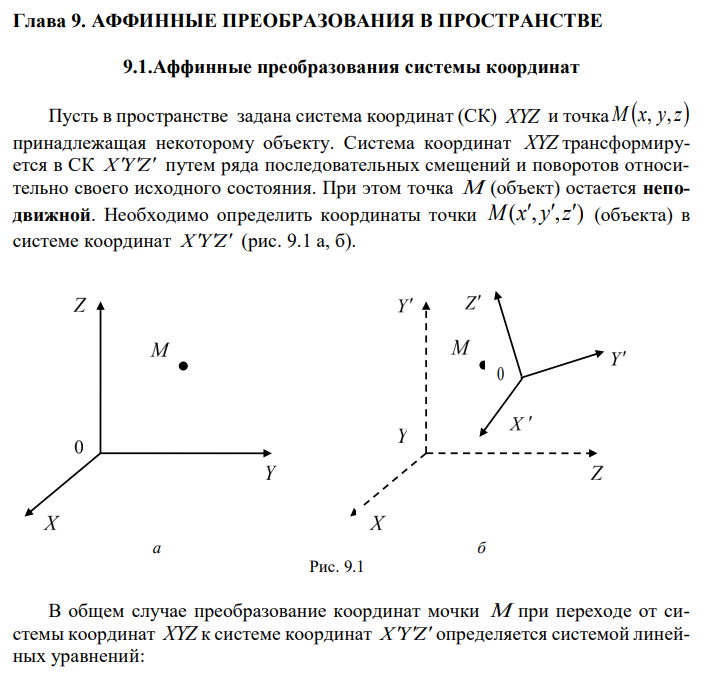 Глава 9. АФФИННЫЕ ПРЕОБРАЗОВАНИЯ В ПРОСТРАНСТВЕ
9.1.Аффинные преобразования системы координат
Пусть в пространстве задана система координат (СК) XYZ и точка M(x, y,z)
принадлежащая некоторому объекту. Система координат XYZ трансформиру-
ется в СК X'Y'Z' путем ряда последовательных смещений и поворотов относи-
тельно своего исходного состояния. При этом точка M (объект) остается непо-
движной. Необходимо определить координаты точки M(x',y',z') (объекта) в
системе координат X'Y'Z' (рис. 9.1 а, б).
Z
M
0
Y
X
а
Y'
Z'
M
0
Y'
X'
Y
Z
X
б
Рис. 9.1
В общем случае преобразование координат мочки M при переходе от си-
стемы координат XYZ к системе координат X'Y'Z' определяется системой линей-
ных уравнений: